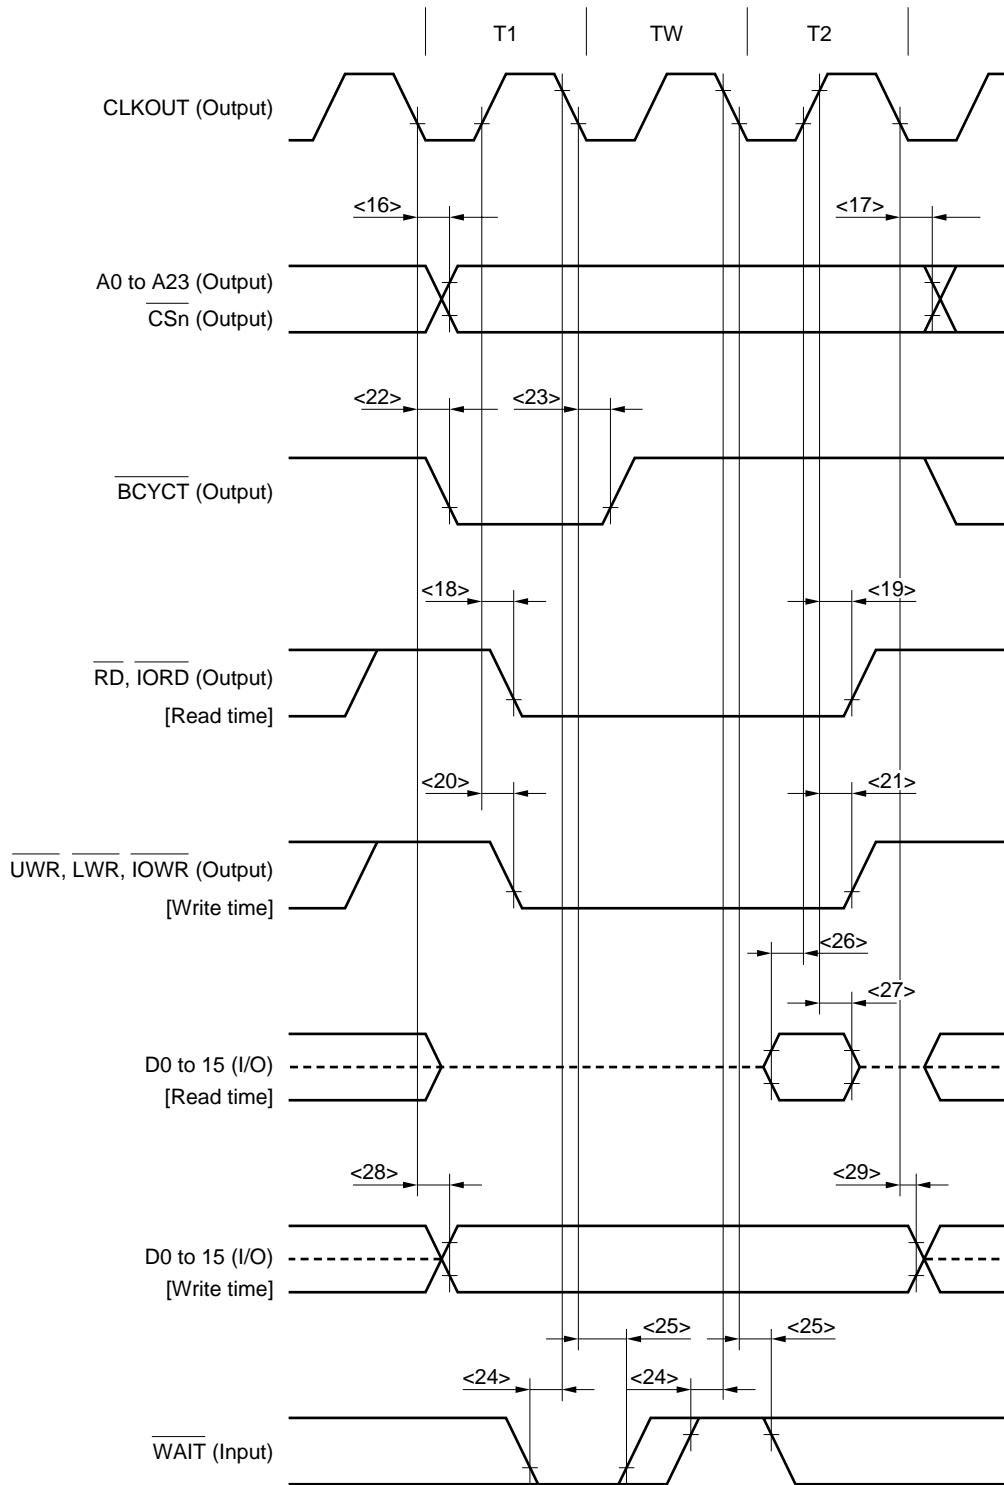 T1 TW T2
CLKOUT (Output)
<16> <17>
A0 to A23 (Output)
CSn (Output)
<22> <23>
BCYCT (Output)
<18> <19>
RD, IORD (Output)
[Read time]
<20> <21>
UWR, LWR, IOWR (Output)
[Write time]
<26>
<27>
D0 to 15 (I/O)
[Read time]
<28> <29>
D0 to 15 (I/O)
[Write time]
<25> <25>
<24> <24>
WAIT (Input)